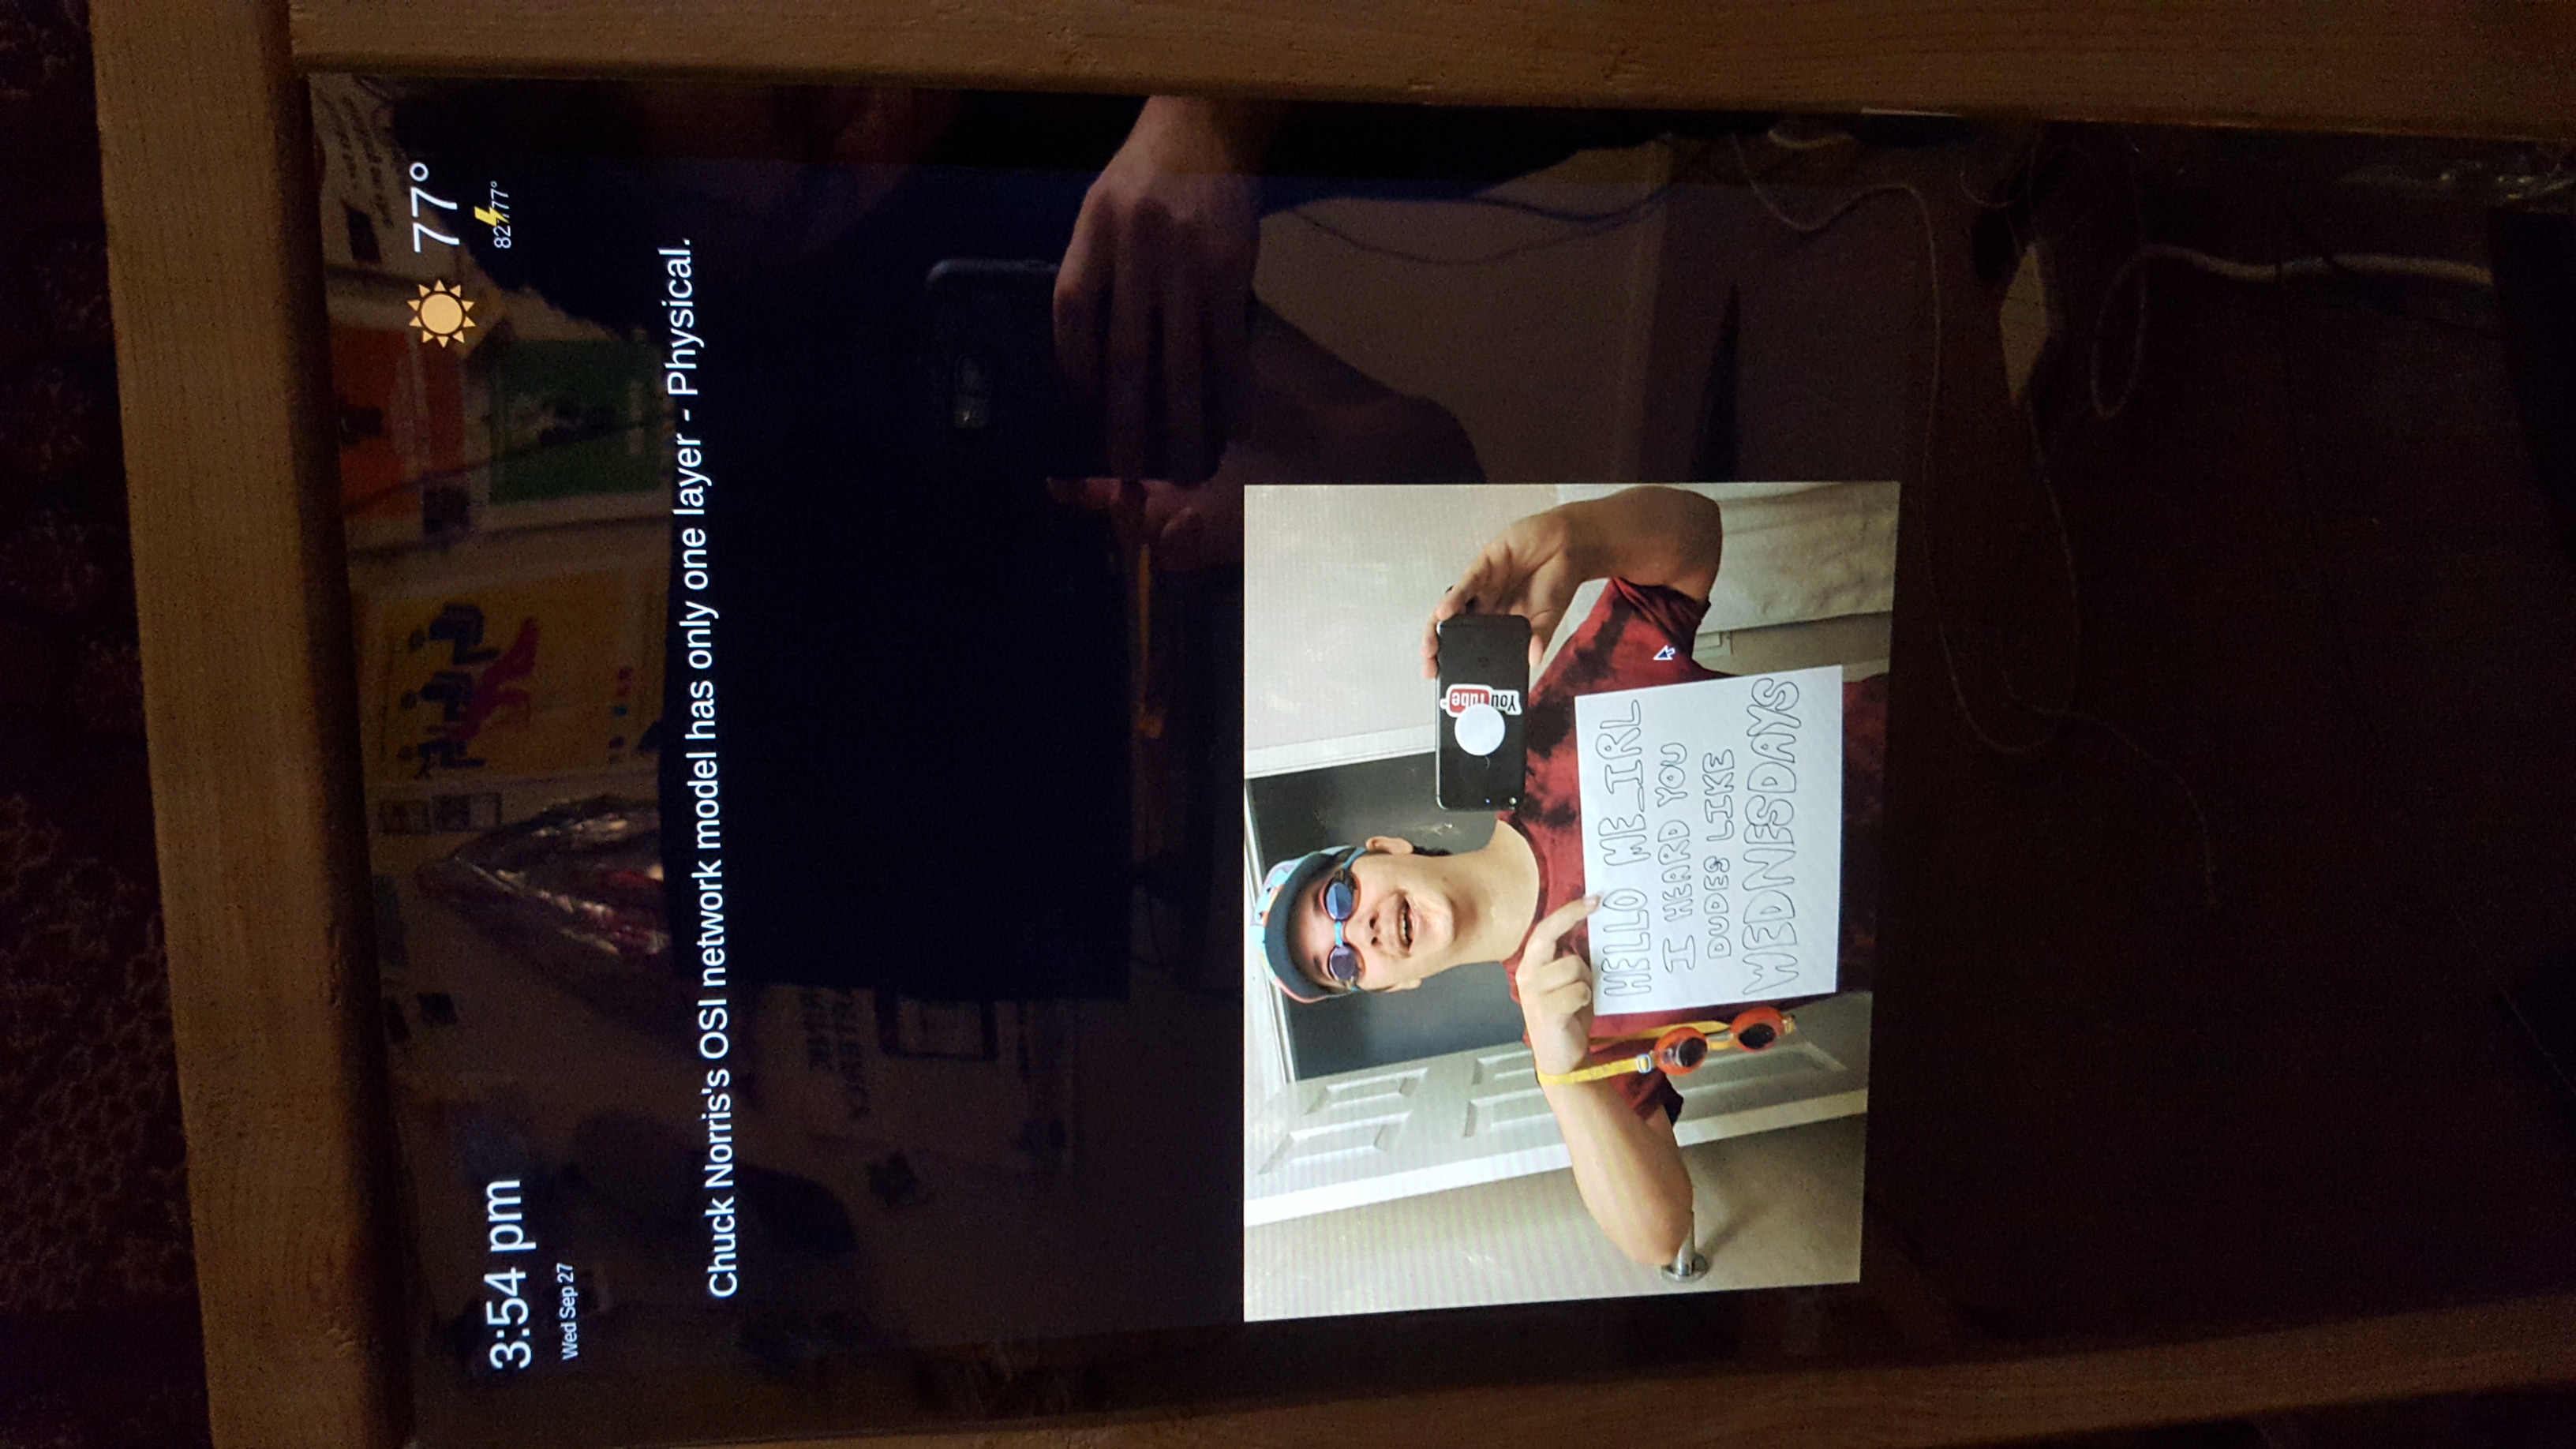 77°
82°/77°
3:54 pm
Wed Sep 27
Chuck Norris's OSI network model has only one layer - Physical.
YouTube
HELLO ME_IRL
I HEARD YOU
DUDES LIKE
WEDNESDAYS